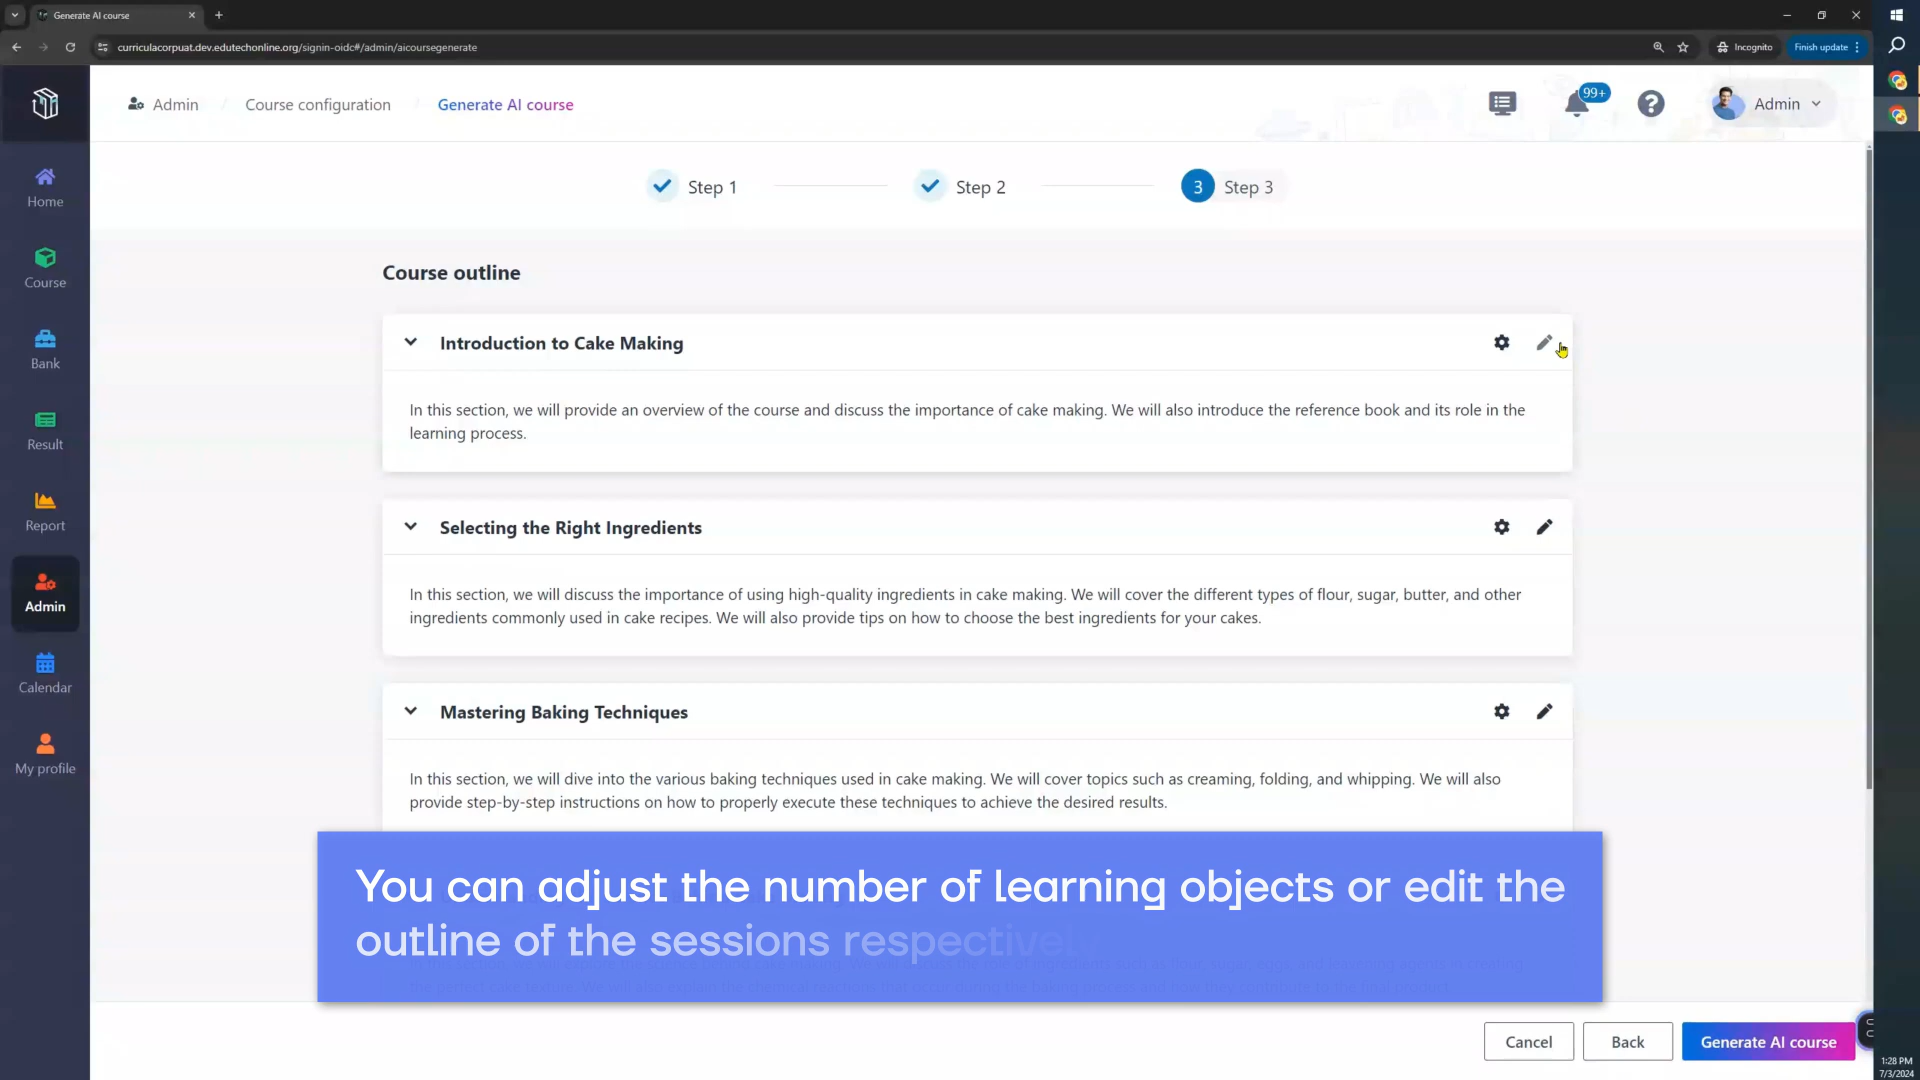 Generate AI course
curriculacorpuat.dev.edutechonline.org/signin-oidc#/admin/aicoursegenerate
Incognito
Finish update
Admin / Course configuration / Generate AI course
99+
Admin
Home
Course
Bank
Result
Report
Admin
Calendar
My profile
Step 1
Step 2
3 Step 3
Course outline
Introduction to Cake Making
In this section, we will provide an overview of the course and discuss the importance of cake making. We will also introduce the reference book and its role in the
learning process.
Selecting the Right Ingredients
In this section, we will discuss the importance of using high-quality ingredients in cake making. We will cover the different types of flour, sugar, butter, and other
ingredients commonly used in cake recipes. We will also provide tips on how to choose the best ingredients for your cakes.
Mastering Baking Techniques
In this section, we will dive into the various baking techniques used in cake making. We will cover topics such as creaming, folding, and whipping. We will also
provide step-by-step instructions on how to properly execute these techniques to achieve the desired results.
You can adjust the number of learning objects or edit the
outline of the sessions respectively
Cancel
Back
Generate AI course
1:28 PM
7/3/2024